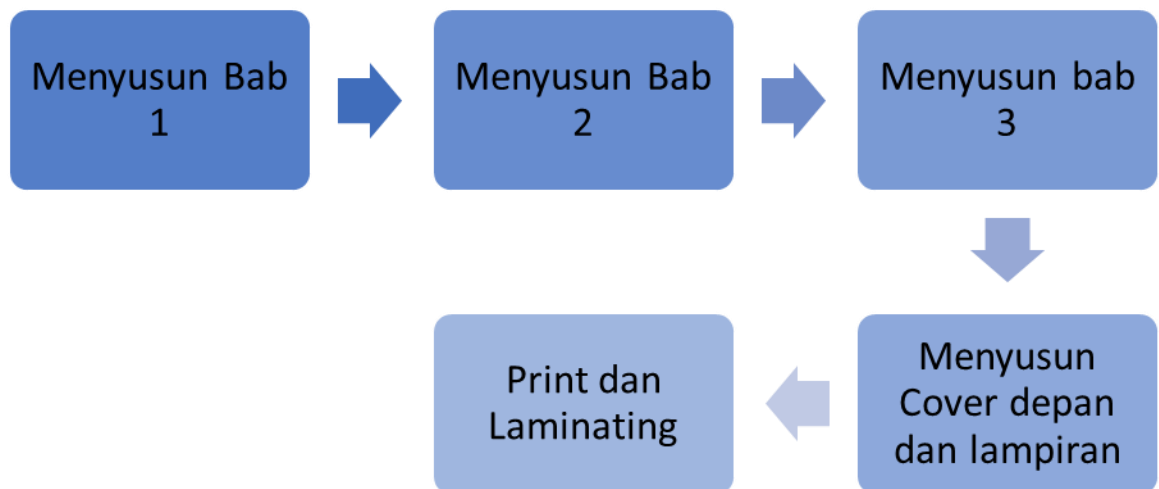 Menyusun Bab
1
Menyusun Bab
2
Menyusun bab
3
Menyusun
Cover depan
dan lampiran
Print dan
Laminating